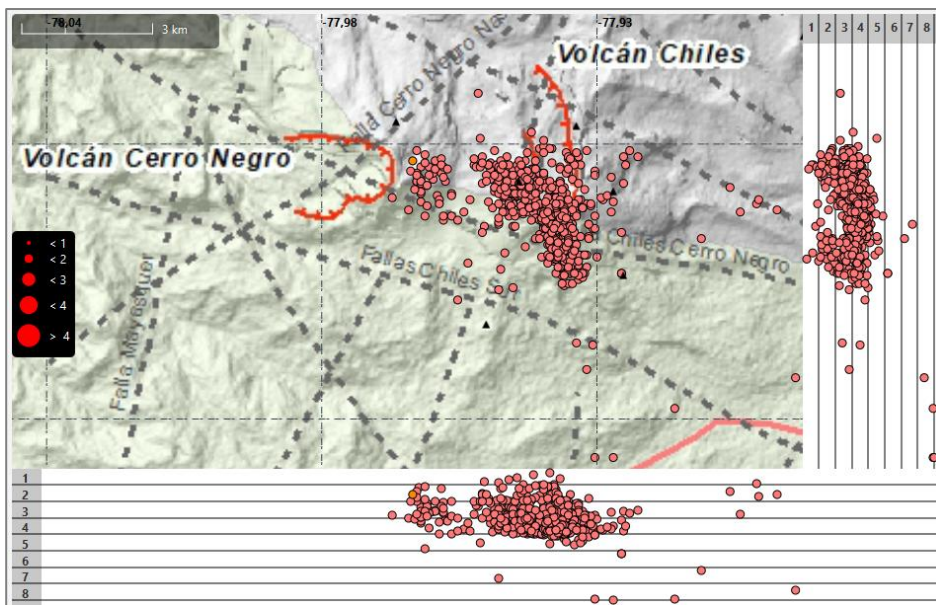 -78,04
-77,98
-77,93
3 km
1 2 3 4 5 6 7 8
Volcán Chiles
Falla Cerro Negro Na
Volcán Cerro Negro
Chiles Cerro Negro
Fallas Chiles Sur
Falla Mayasquer
< 1
< 2
< 3
< 4
> 4
1
2
3
4
5
6
7
8